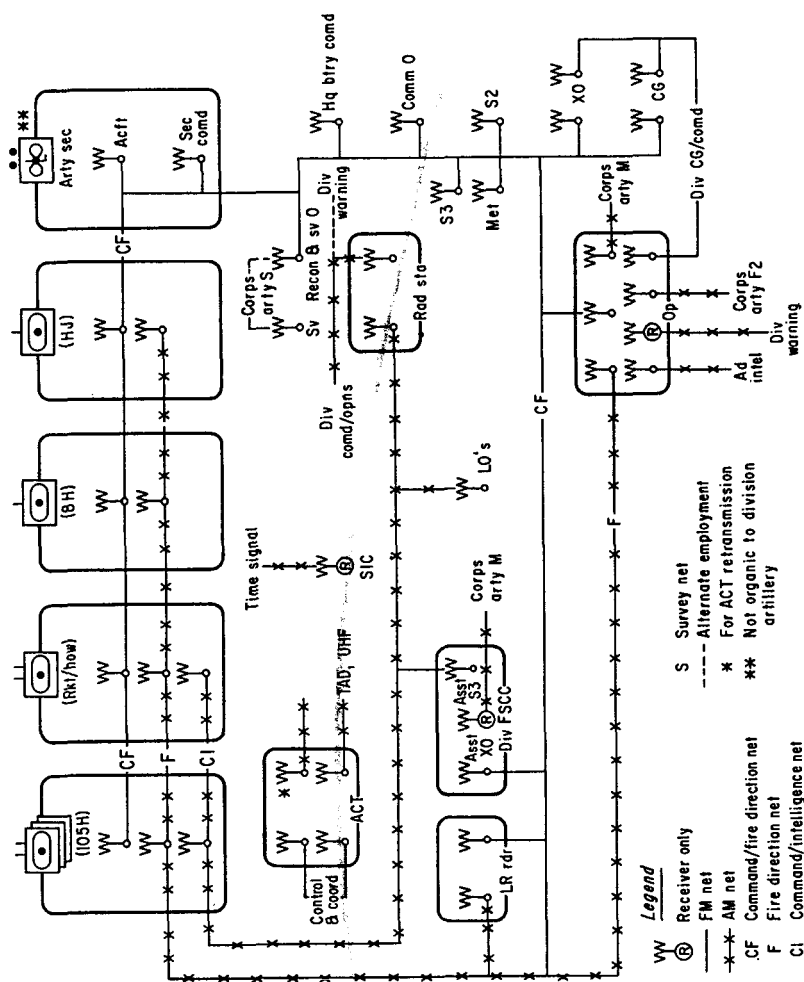 **
Arty sec
Acft
Sec
comd
(HJ)
(8H)
(Rkt/how)
(105H)
CF
CF
F
CI
Hq btry comd
Comm O
S2
XO
CG
S3
Met
Div CG/comd
Corps
arty S
Recon & sv O
Sv
Div
warning
Div
comd/opns
Rad sta
Time signal
SIC
LO's
*
TAD, UHF
ACT
Control
& coord
Corps
arty M
Asst
S3
Asst
XO
Div FSCC
LR rdr
CF
F
Corps
arty M
Op
Corps
arty F2
Div
warning
Ad
intel
Legend
R Receiver only
FM net
AM net
CF Command/fire direction net
F Fire direction net
CI Command/intelligence net
S Survey net
Alternate employment
* For ACT retransmission
** Not organic to division
artillery
R
R
R